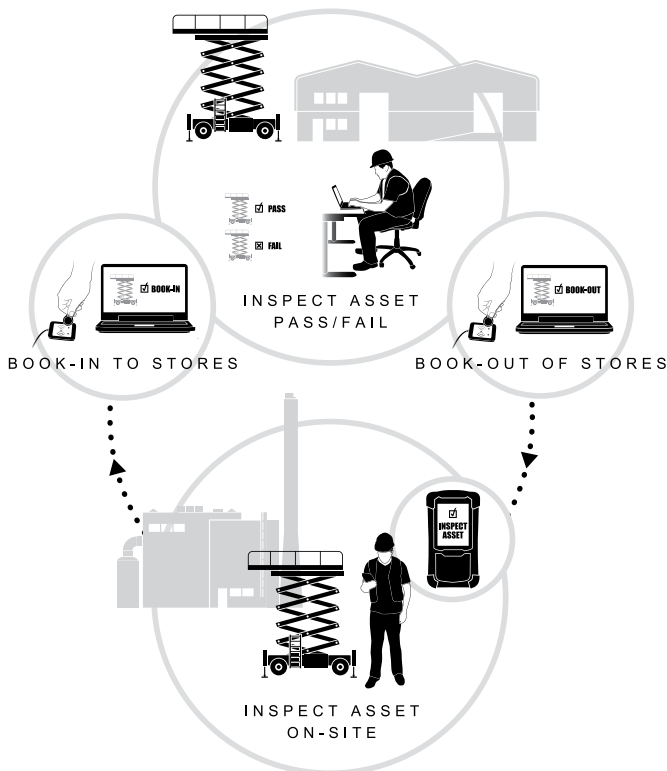 PASS
FAIL
INSPECT ASSET
PASS/FAIL
BOOK-IN
BOOK-IN TO STORES
BOOK-OUT
BOOK-OUT OF STORES
INSPECT
ASSET
INSPECT ASSET
ON-SITE